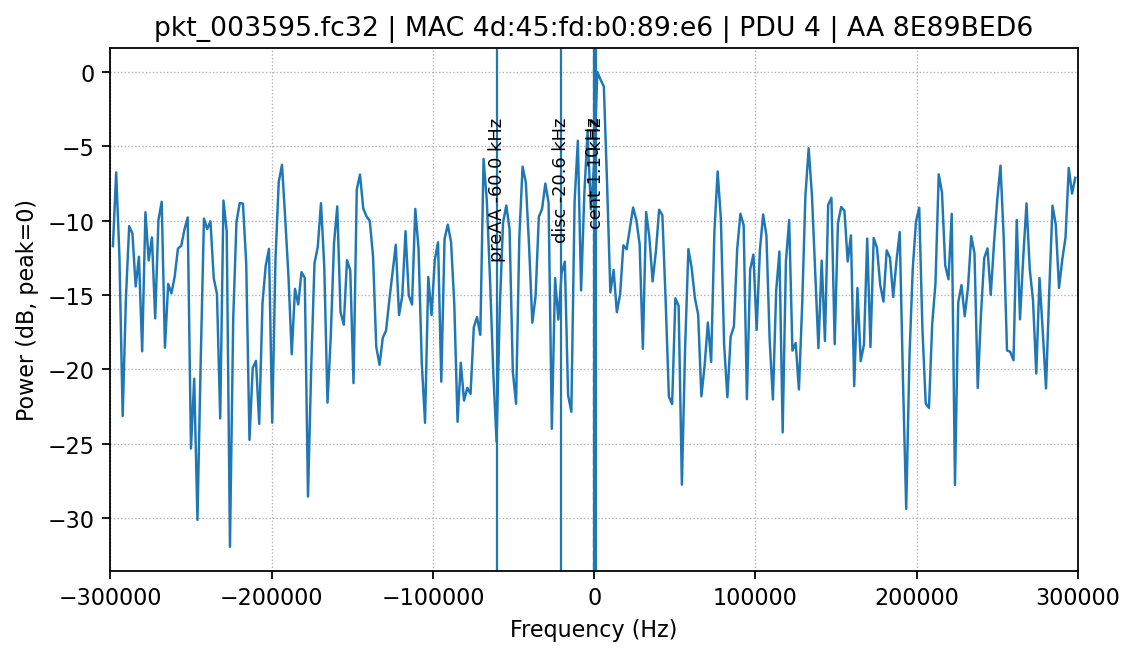 pkt_003595.fc32 | MAC 4d:45:fd:b0:89:e6 | PDU 4 | AA 8E89BED6
Power (dB, peak=0)
0
−5
−10
−15
−20
−25
−30
preAA -60.0 kHz
disc -20.6 kHz
cent 1.1
−300000
−200000
−100000
0
100000
200000
300000
Frequency (Hz)